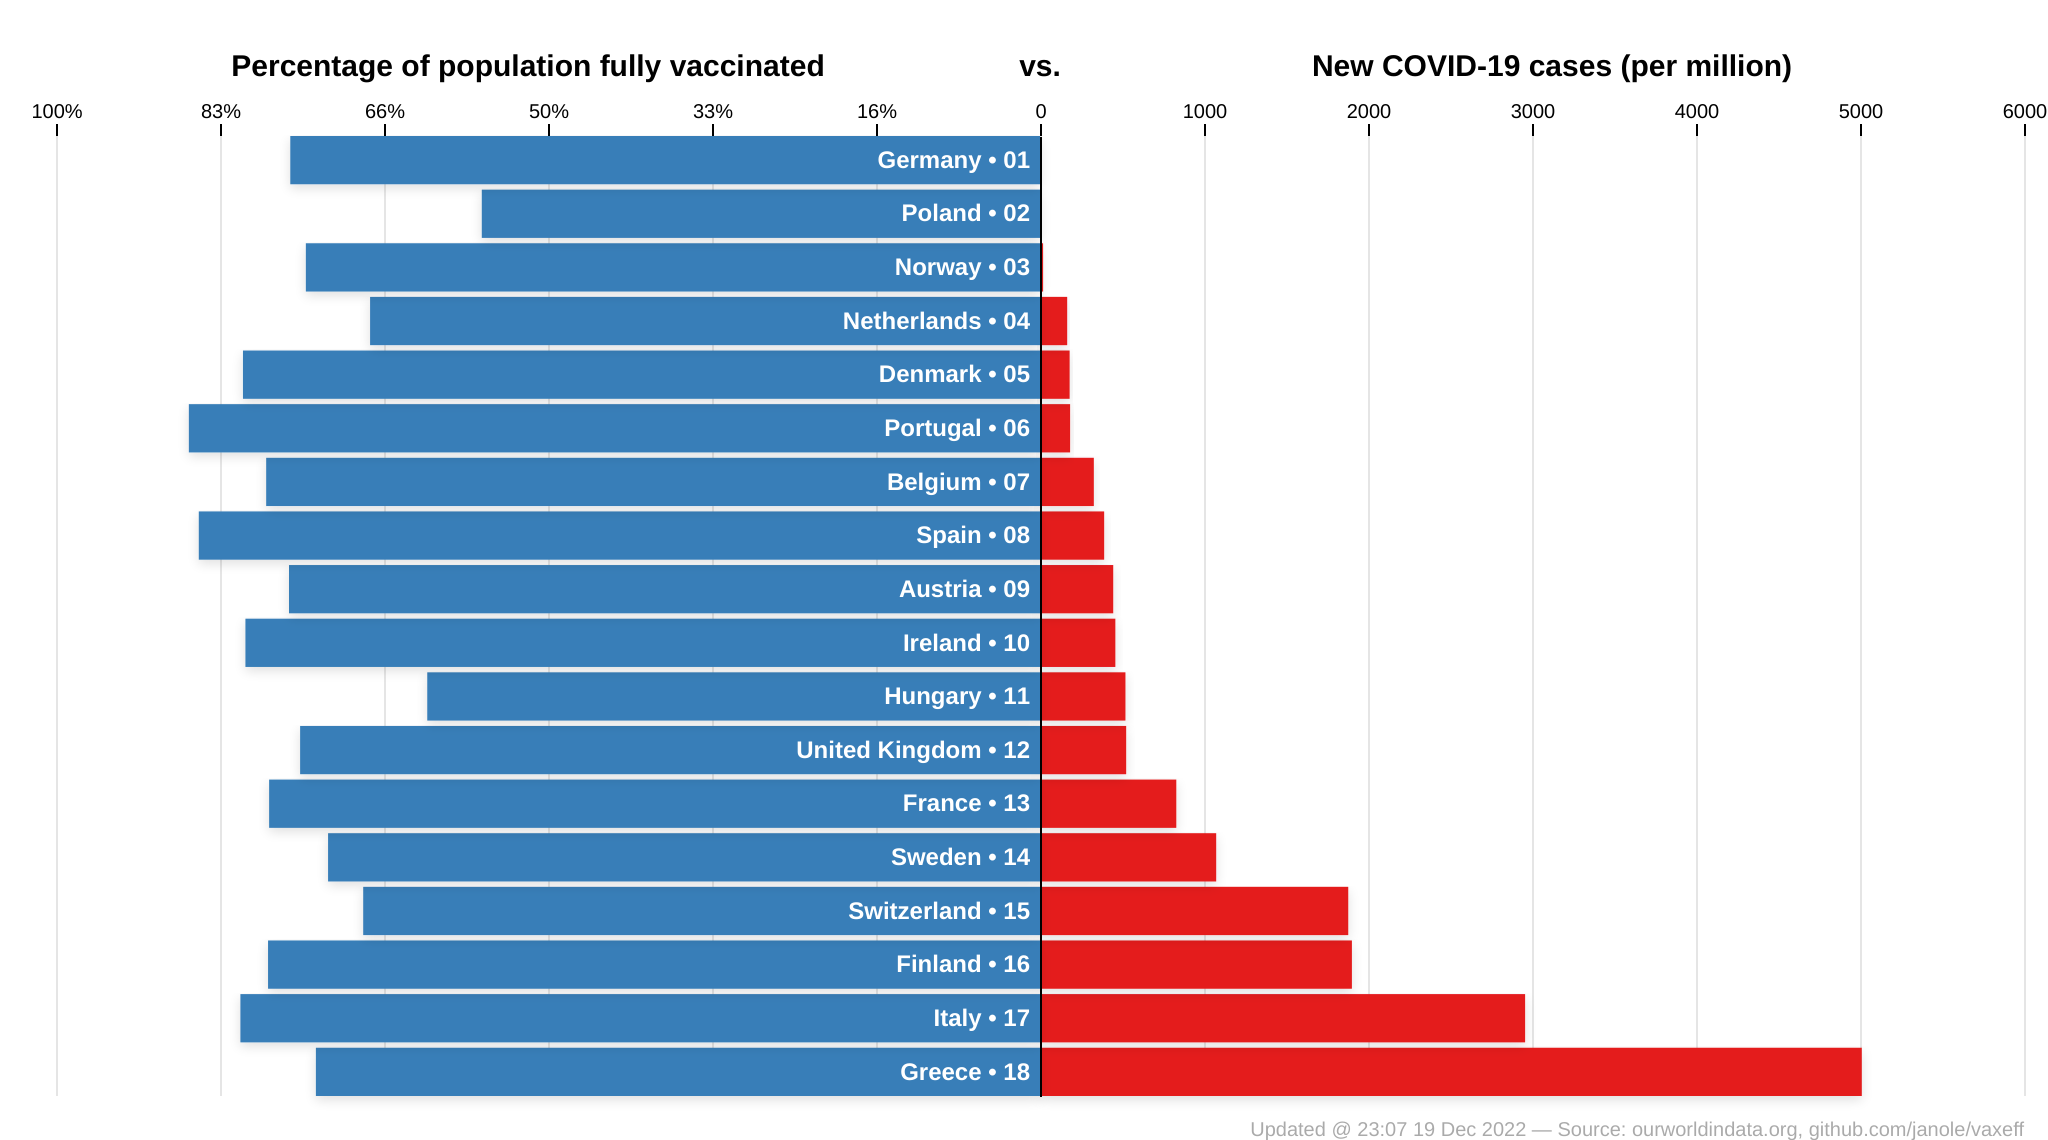 Percentage of population fully vaccinated vs. New COVID-19 cases (per million)
100% 83% 66% 50% 33% 16% 0 1000 2000 3000 4000 5000 6000
Germany • 01
Poland • 02
Norway • 03
Netherlands • 04
Denmark • 05
Portugal • 06
Belgium • 07
Spain • 08
Austria • 09
Ireland • 10
Hungary • 11
United Kingdom • 12
France • 13
Sweden • 14
Switzerland • 15
Finland • 16
Italy • 17
Greece • 18
Updated @ 23:07 19 Dec 2022 — Source: ourworldindata.org, github.com/janole/vaxeff